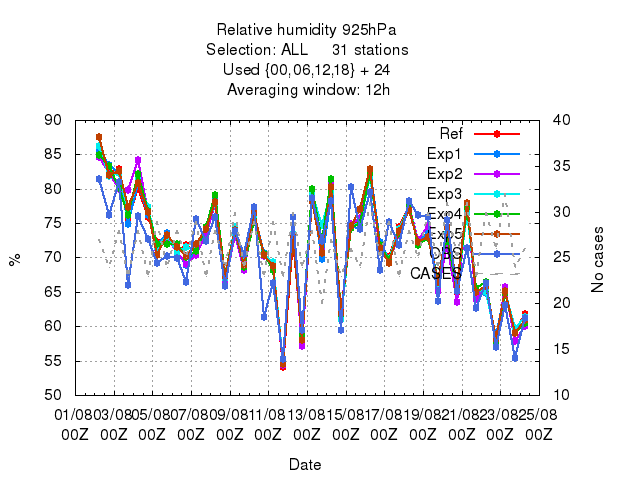 Relative humidity 925hPa
Selection: ALL 31 stations
Used {00,06,12,18} + 24
Averaging window: 12h
90
85
80
75
70
65
60
55
50
%
40
35
30
25
20
15
10
No cases
Ref
Exp1
Exp2
Exp3
Exp4
Exp5
OBS
CASES
01/08 03/08 05/08 07/08 09/08 11/08 13/08 15/08 17/08 19/08 21/08 23/08 25/08
00Z 00Z 00Z 00Z 00Z 00Z 00Z 00Z 00Z 00Z 00Z 00Z 00Z
Date